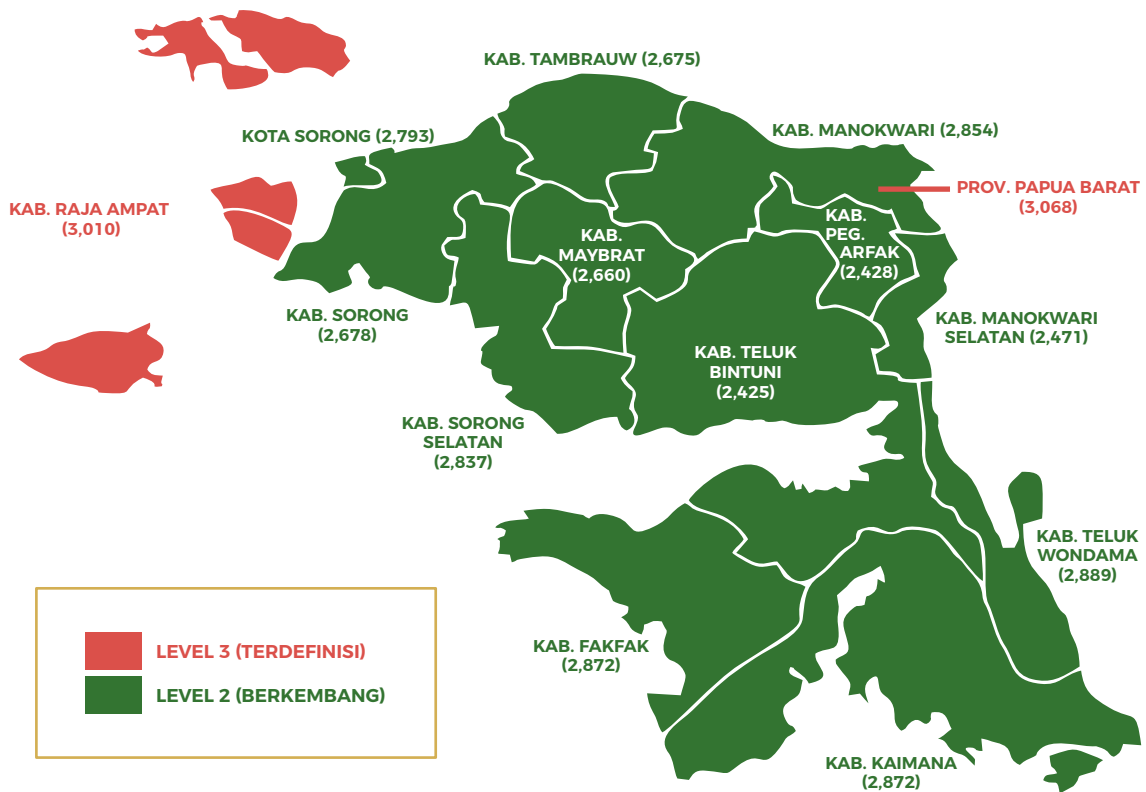 KAB. TAMBRAUW (2,675)
KOTA SORONG (2,793)
KAB. MANOKWARI (2,854)
PROV. PAPUA BARAT
(3,068)
KAB. RAJA AMPAT
(3,010)
KAB.
PEG.
ARFAK
(2,428)
KAB.
MAYBRAT
(2,660)
KAB. SORONG
(2,678)
KAB. MANOKWARI
SELATAN (2,471)
KAB. TELUK
BINTUNI
(2,425)
KAB. SORONG
SELATAN
(2,837)
KAB. TELUK
WONDAMA
(2,889)
KAB. FAKFAK
(2,872)
LEVEL 3 (TERDEFINISI)
LEVEL 2 (BERKEMBANG)
KAB. KAIMANA
(2,872)